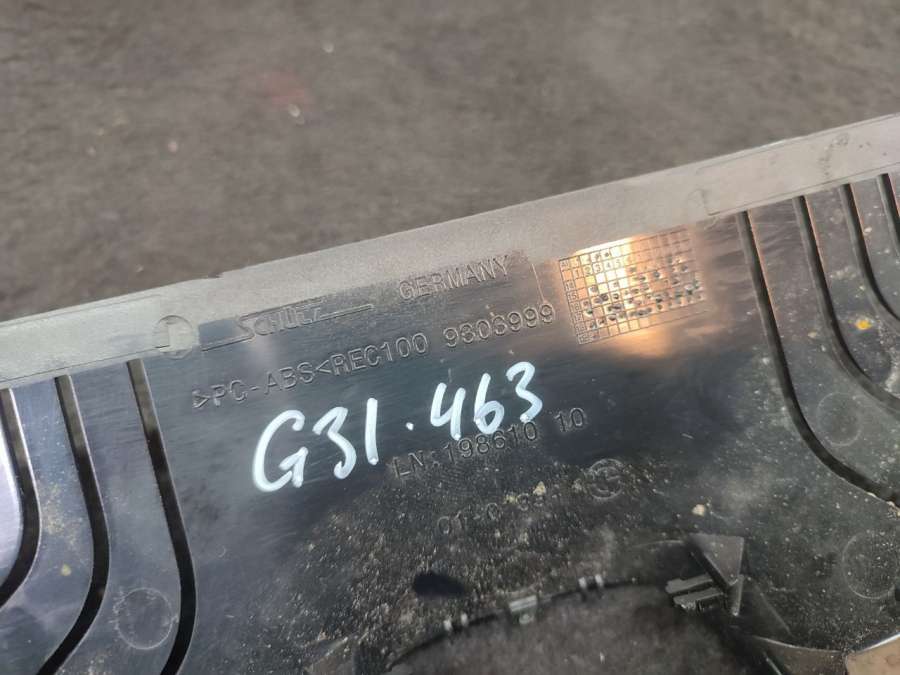 SCHÜTZ GERMANY
>PC-ABS<REC100 9303999
G31.463
LN:198610 10